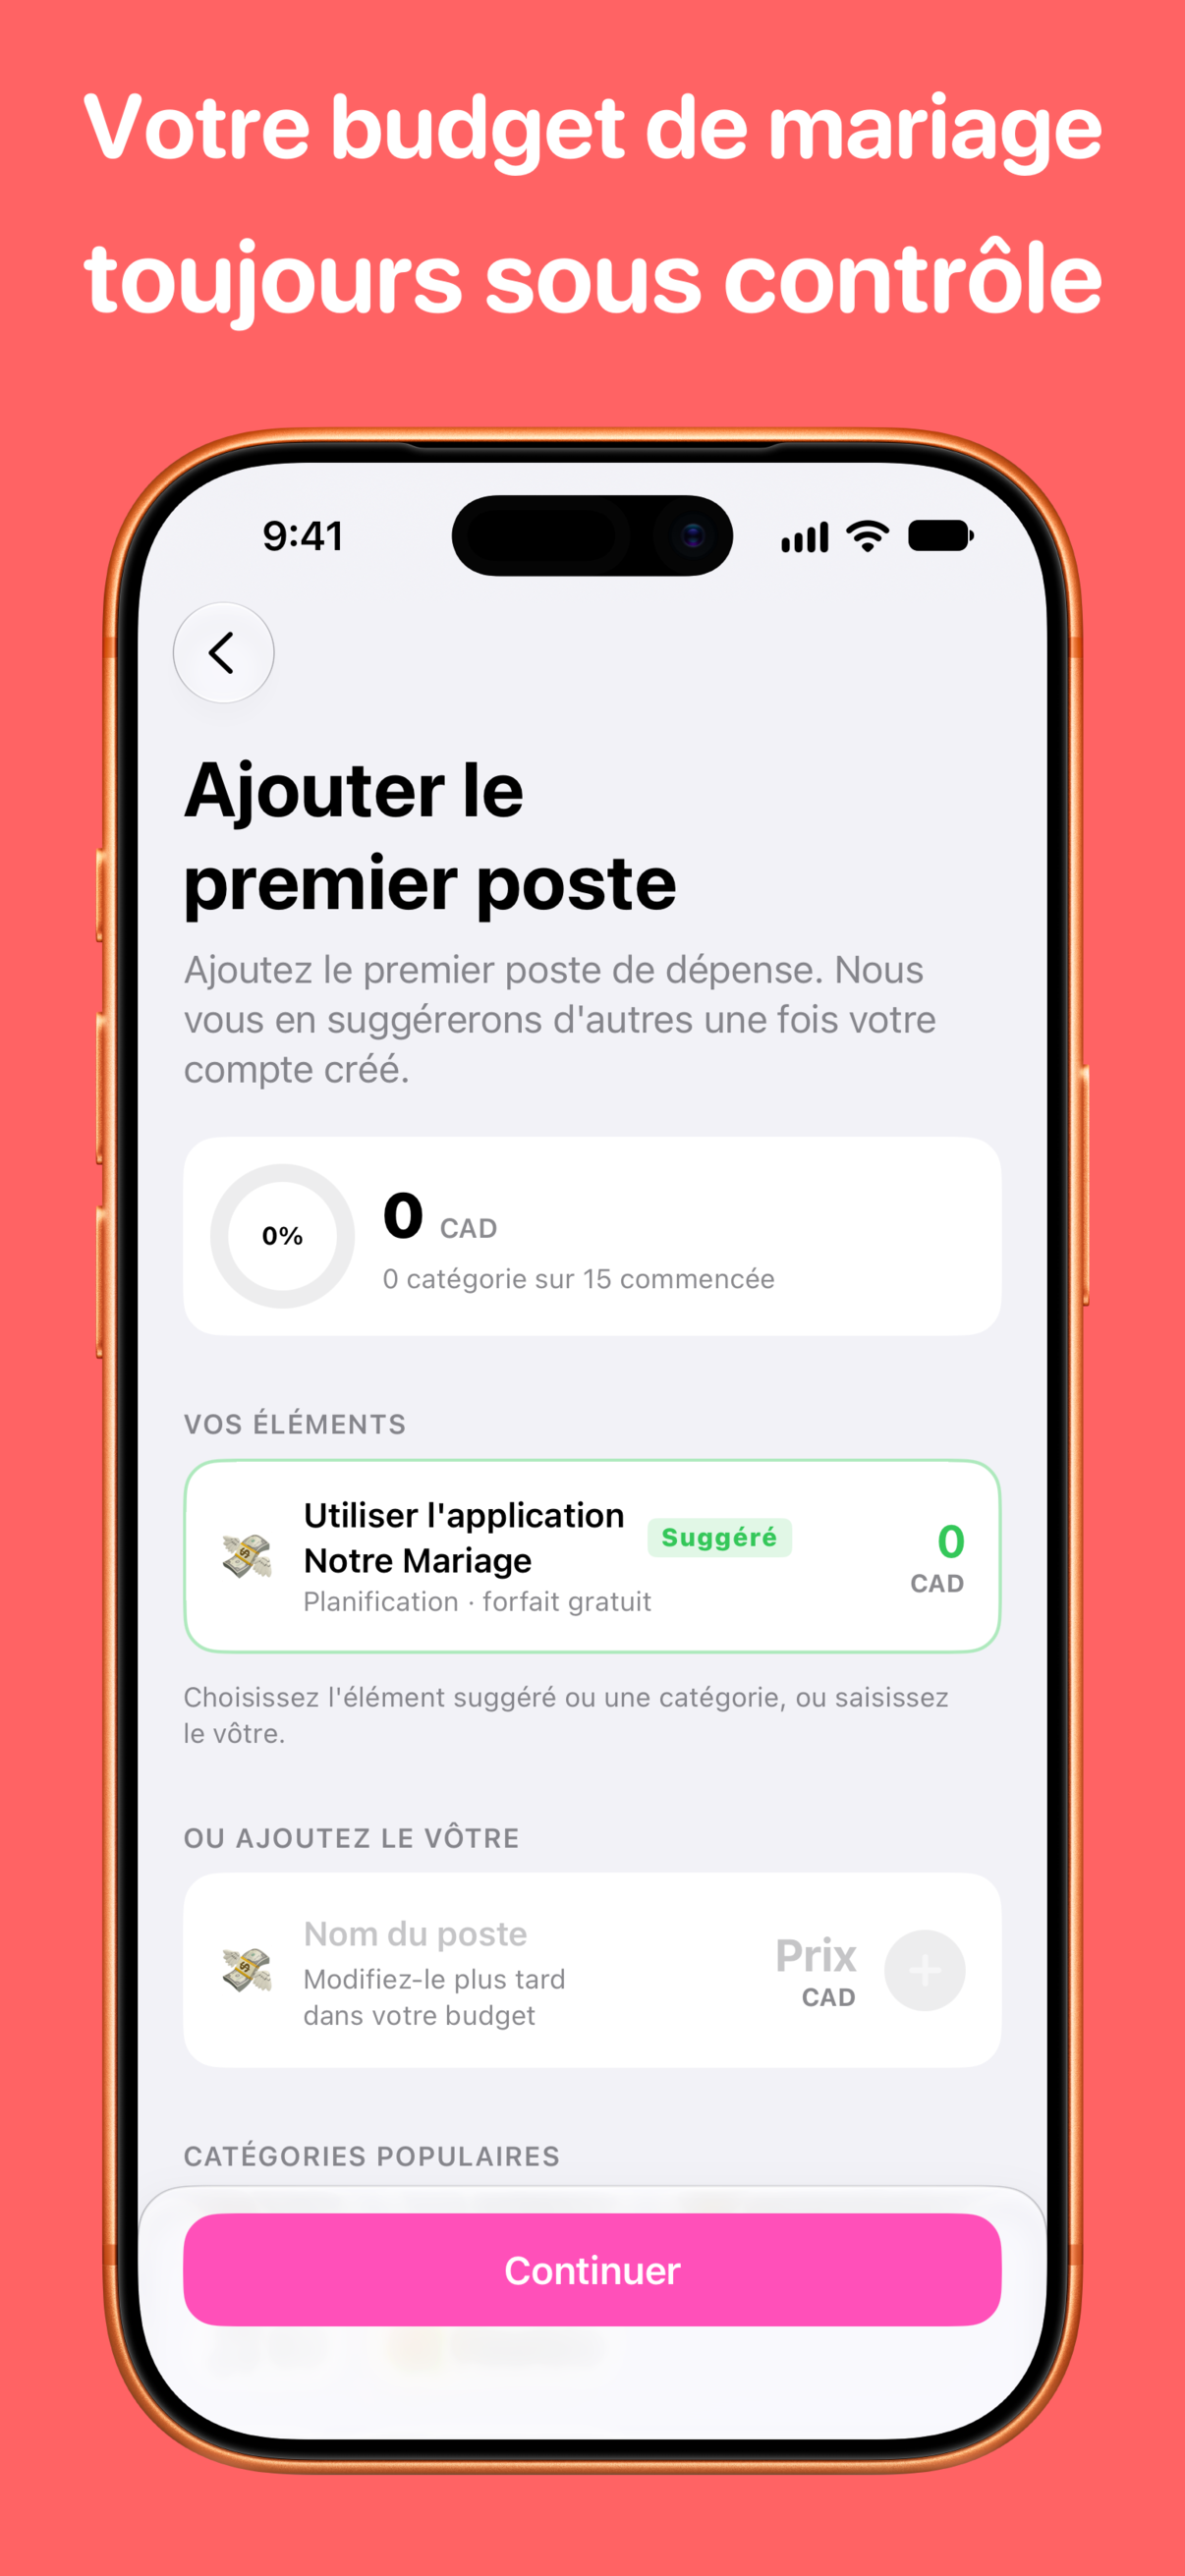 Votre budget de mariage
toujours sous contrôle
9:41
Ajouter le
premier poste
Ajoutez le premier poste de dépense. Nous
vous en suggérerons d'autres une fois votre
compte créé.
0%
0 CAD
0 catégorie sur 15 commencée
VOS ÉLÉMENTS
Utiliser l'application
Notre Mariage
Suggéré
Planification · forfait gratuit
0
CAD
Choisissez l'élément suggéré ou une catégorie, ou saisissez
le vôtre.
OU AJOUTEZ LE VÔTRE
Nom du poste
Modifiez-le plus tard
dans votre budget
Prix
CAD
CATÉGORIES POPULAIRES
Continuer